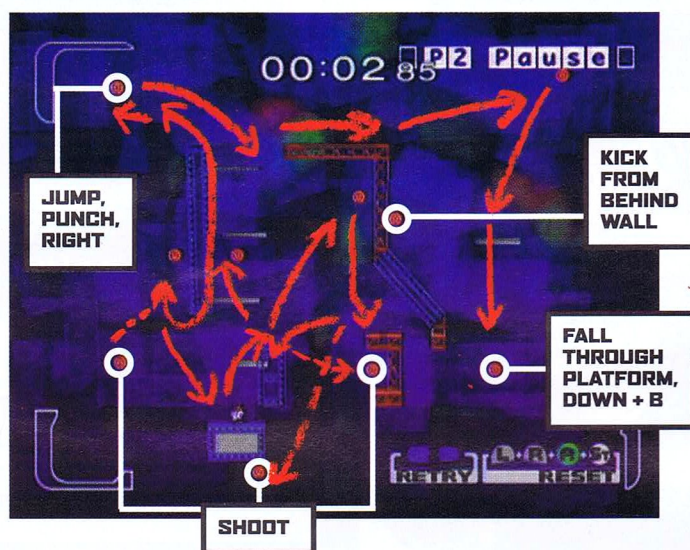 00:02 85
P2 Pause
JUMP,
PUNCH,
RIGHT
KICK
FROM
BEHIND
WALL
FALL
THROUGH
PLATFORM,
DOWN + B
RETRY
L+R+A+St
RESET
SHOOT